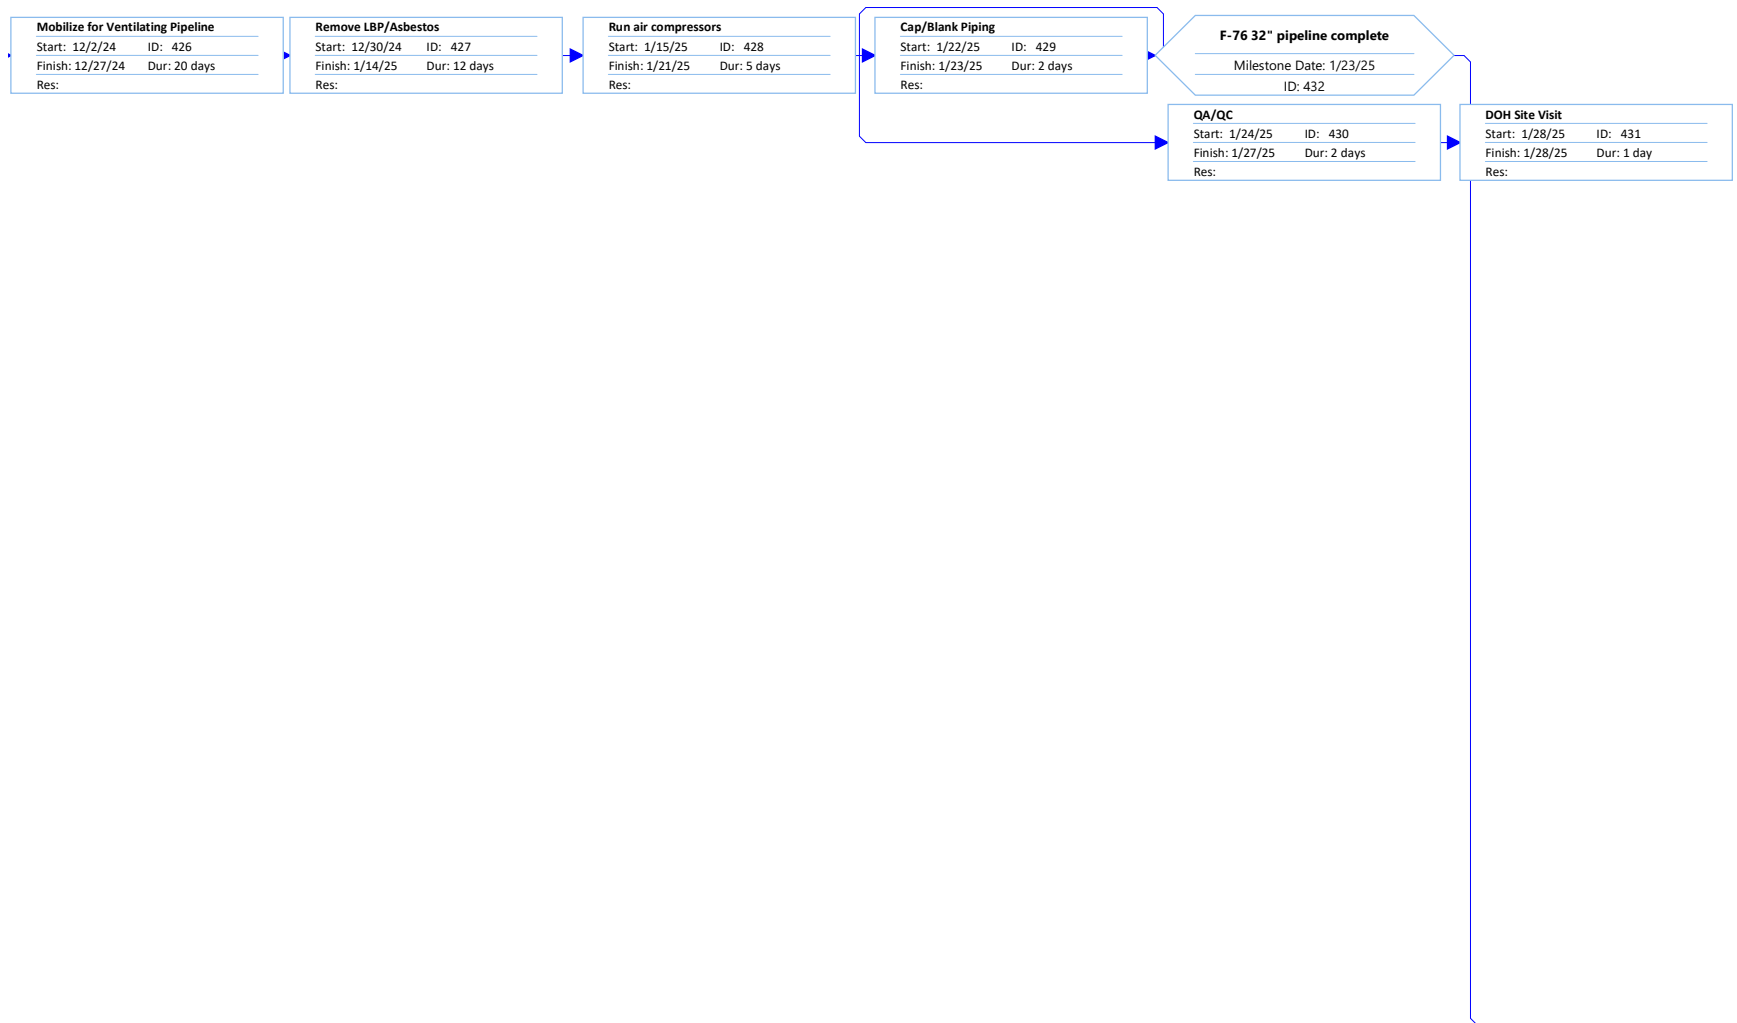 Mobilize for Ventilating Pipeline
Start: 12/2/24 ID: 426
Finish: 12/27/24 Dur: 20 days
Res:
Remove LBP/Asbestos
Start: 12/30/24 ID: 427
Finish: 1/14/25 Dur: 12 days
Res:
Run air compressors
Start: 1/15/25 ID: 428
Finish: 1/21/25 Dur: 5 days
Res:
Cap/Blank Piping
Start: 1/22/25 ID: 429
Finish: 1/23/25 Dur: 2 days
Res:
F-76 32" pipeline complete
Milestone Date: 1/23/25
ID: 432
QA/QC
Start: 1/24/25 ID: 430
Finish: 1/27/25 Dur: 2 days
Res:
DOH Site Visit
Start: 1/28/25 ID: 431
Finish: 1/28/25 Dur: 1 day
Res: